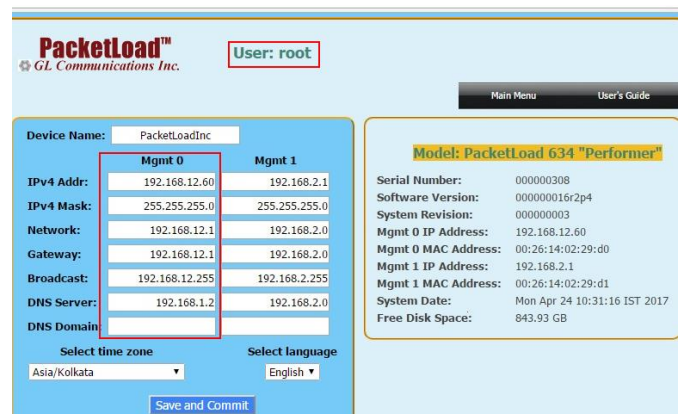 PacketLoad™
GL Communications Inc.
User: root
Main Menu User's Guide
Device Name: PacketLoadInc
Mgmt 0 Mgmt 1
IPv4 Addr: 192.168.12.60 192.168.2.1
IPv4 Mask: 255.255.255.0 255.255.255.0
Network: 192.168.12.1 192.168.2.0
Gateway: 192.168.12.1 192.168.2.0
Broadcast: 192.168.12.255 192.168.2.255
DNS Server: 192.168.1.2 192.168.2.0
DNS Domain:
Select time zone Select language
Asia/Kolkata English
Save and Commit
Model: PacketLoad 634 "Performer"
Serial Number: 000000308
Software Version: 000000016r2p4
System Revision: 000000003
Mgmt 0 IP Address: 192.168.12.60
Mgmt 0 MAC Address: 00:26:14:02:29:d0
Mgmt 1 IP Address: 192.168.2.1
Mgmt 1 MAC Address: 00:26:14:02:29:d1
System Date: Mon Apr 24 10:31:16 IST 2017
Free Disk Space: 843.93 GB